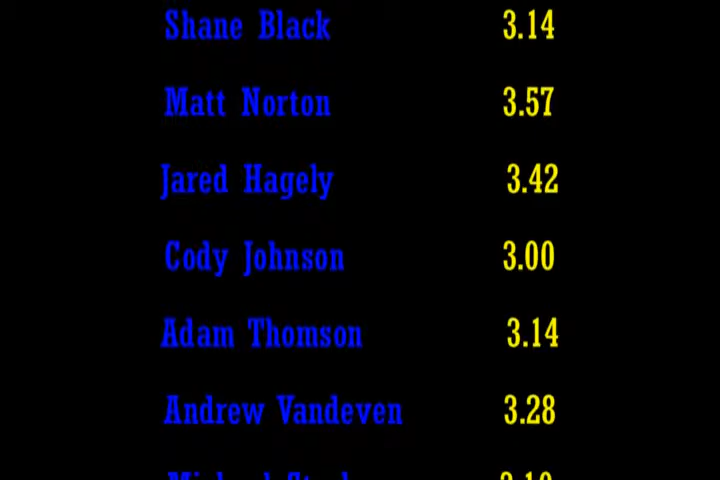 Shane Black 3.14
Matt Norton 3.57
Jared Hagely 3.42
Cody Johnson 3.00
Adam Thomson 3.14
Andrew Vandeven 3.28